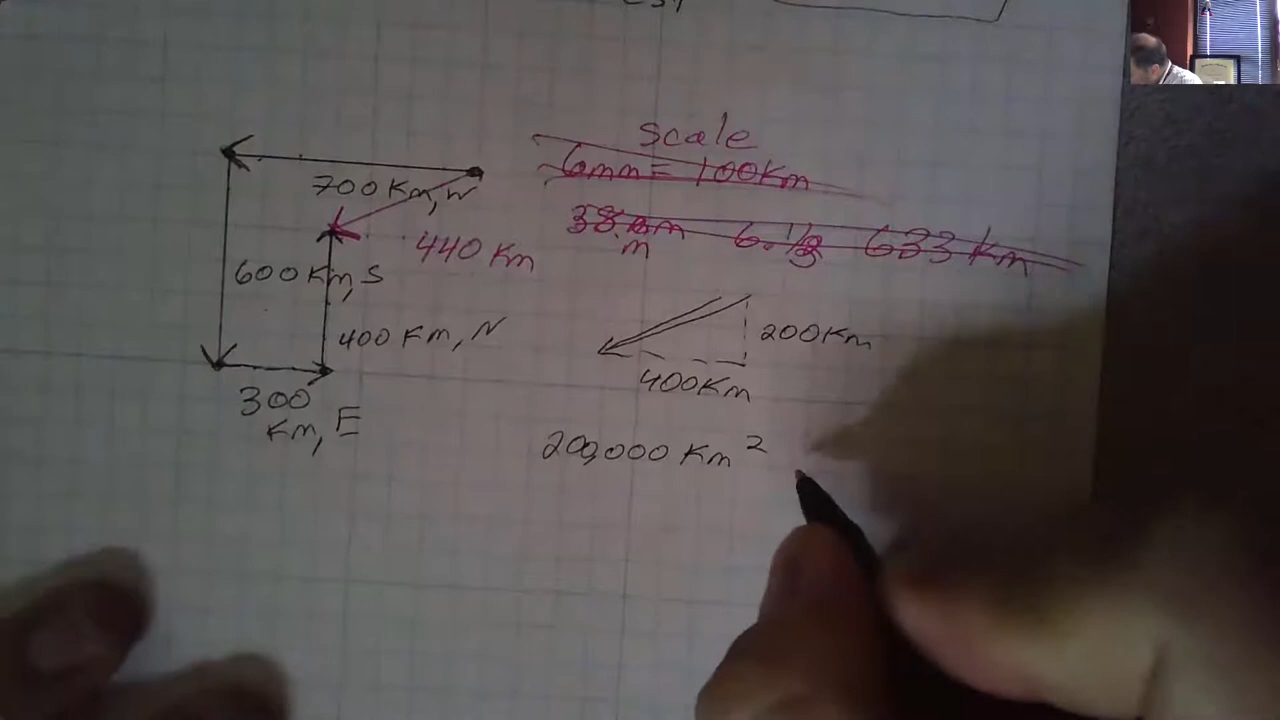 Scale
6mm = 100Km
700 Km, W
38 mm 6.1/3 633 Km
m
440 Km
600 Km, S
400 Km, N
200Km
400Km
300
Km, E
200,000 Km²